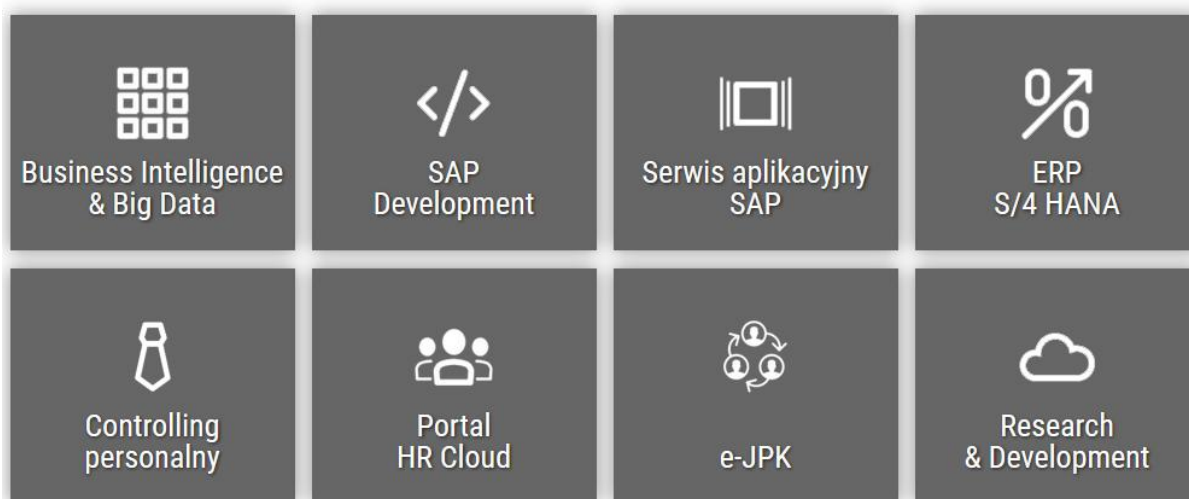 Business Intelligence
& Big Data
SAP
Development
Serwis aplikacyjny
SAP
ERP
S/4 HANA
Controlling
personalny
Portal
HR Cloud
e-JPK
Research
& Development